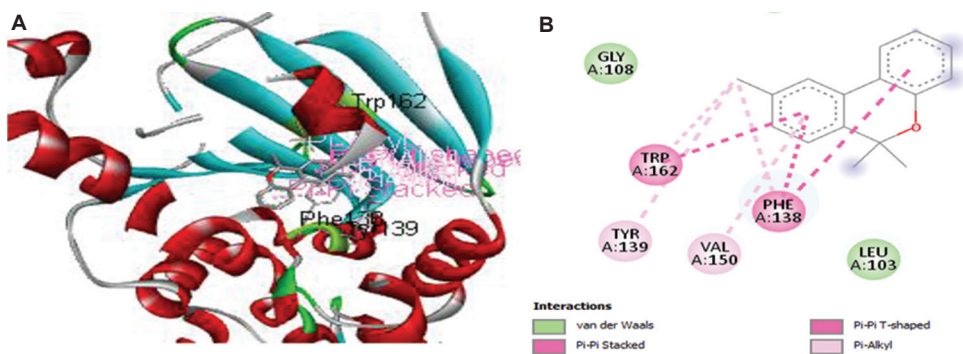 A
Trp162
Phe138
B
GLY
A:108
TRP
A:162
PHE
A:138
TYR
A:139
VAL
A:150
LEU
A:103
O
Interactions
van der Waals
Pi-Pi Stacked
Pi-Pi T-shaped
Pi-Alkyl